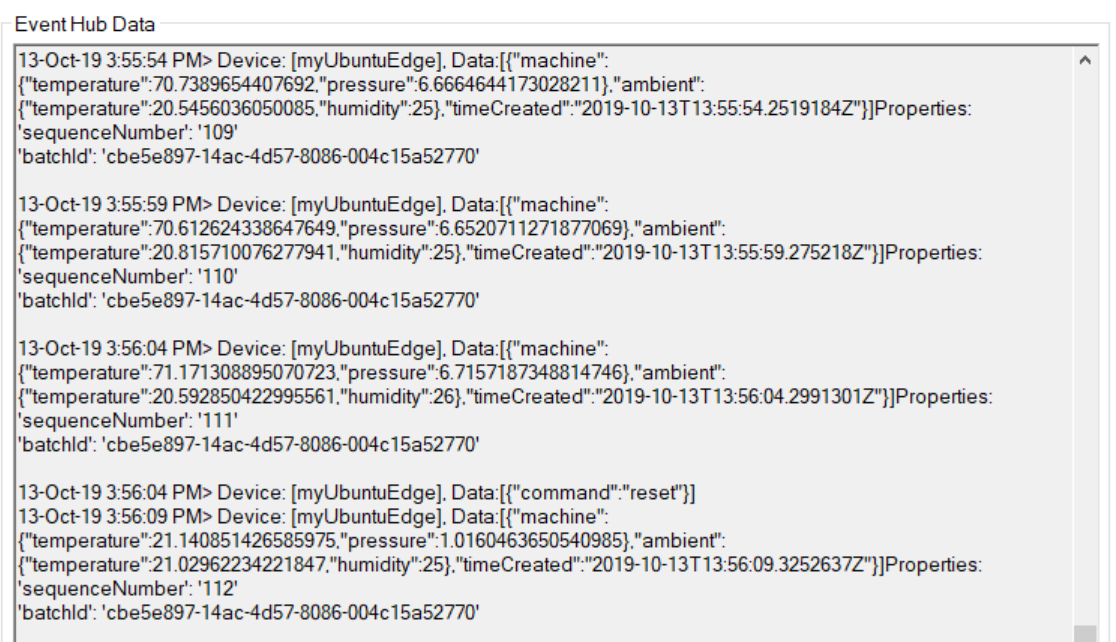 Event Hub Data
13-Oct-19 3:55:54 PM> Device: [myUbuntuEdge], Data:[{"machine":
{"temperature":70.7389654407692,"pressure":6.6664644173028211},"ambient":
{"temperature":20.5456036050085,"humidity":25},"timeCreated":"2019-10-13T13:55:54.2519184Z"}]Properties:
'sequenceNumber': '109'
'batchId': 'cbe5e897-14ac-4d57-8086-004c15a52770'
13-Oct-19 3:55:59 PM> Device: [myUbuntuEdge], Data:[{"machine":
{"temperature":70.612624338647649,"pressure":6.6520711271877069},"ambient":
{"temperature":20.815710076277941,"humidity":25},"timeCreated":"2019-10-13T13:55:59.275218Z"}]Properties:
'sequenceNumber': '110'
'batchId': 'cbe5e897-14ac-4d57-8086-004c15a52770'
13-Oct-19 3:56:04 PM> Device: [myUbuntuEdge], Data:[{"machine":
{"temperature":71.171308895070723,"pressure":6.7157187348814746},"ambient":
{"temperature":20.592850422995561,"humidity":26},"timeCreated":"2019-10-13T13:56:04.2991301Z"}]Properties:
'sequenceNumber': '111'
'batchId': 'cbe5e897-14ac-4d57-8086-004c15a52770'
13-Oct-19 3:56:04 PM> Device: [myUbuntuEdge], Data:[{"command":"reset"}]
13-Oct-19 3:56:09 PM> Device: [myUbuntuEdge], Data:[{"machine":
{"temperature":21.140851426585975,"pressure":1.0160463650540985},"ambient":
{"temperature":21.02962234221847,"humidity":25},"timeCreated":"2019-10-13T13:56:09.3252637Z"}]Properties:
'sequenceNumber': '112'
'batchId': 'cbe5e897-14ac-4d57-8086-004c15a52770'